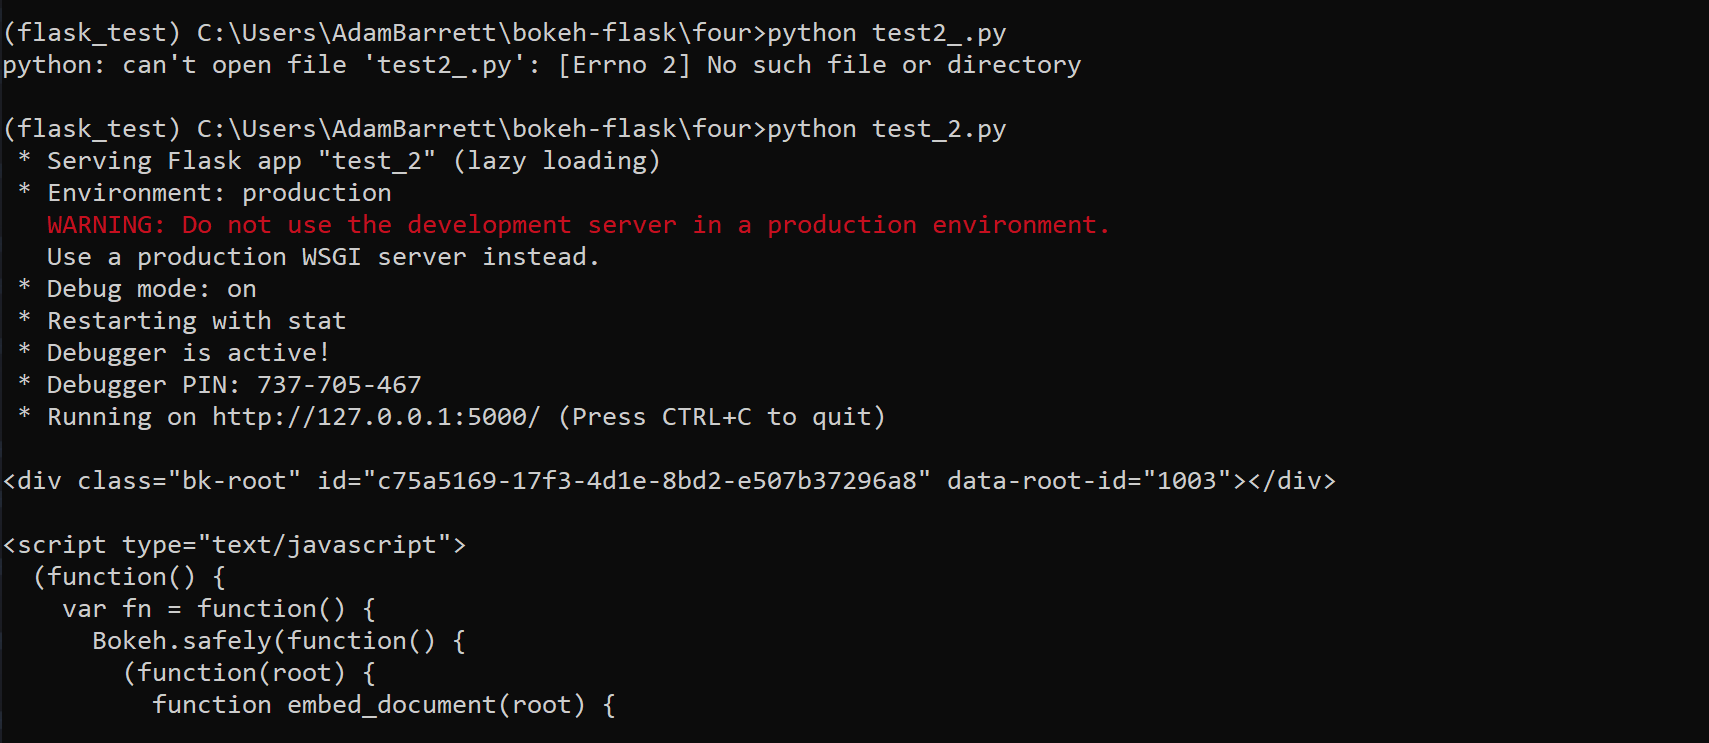 (flask_test) C:\Users\AdamBarrett\bokeh-flask\four>python test2_.py
python: can't open file 'test2_.py': [Errno 2] No such file or directory
(flask_test) C:\Users\AdamBarrett\bokeh-flask\four>python test_2.py
 * Serving Flask app "test_2" (lazy loading)
 * Environment: production
   WARNING: Do not use the development server in a production environment.
   Use a production WSGI server instead.
 * Debug mode: on
 * Restarting with stat
 * Debugger is active!
 * Debugger PIN: 737-705-467
 * Running on http://127.0.0.1:5000/ (Press CTRL+C to quit)
<div class="bk-root" id="c75a5169-17f3-4d1e-8bd2-e507b37296a8" data-root-id="1003"></div>
<script type="text/javascript">
  (function() {
    var fn = function() {
      Bokeh.safely(function() {
        (function(root) {
          function embed_document(root) {